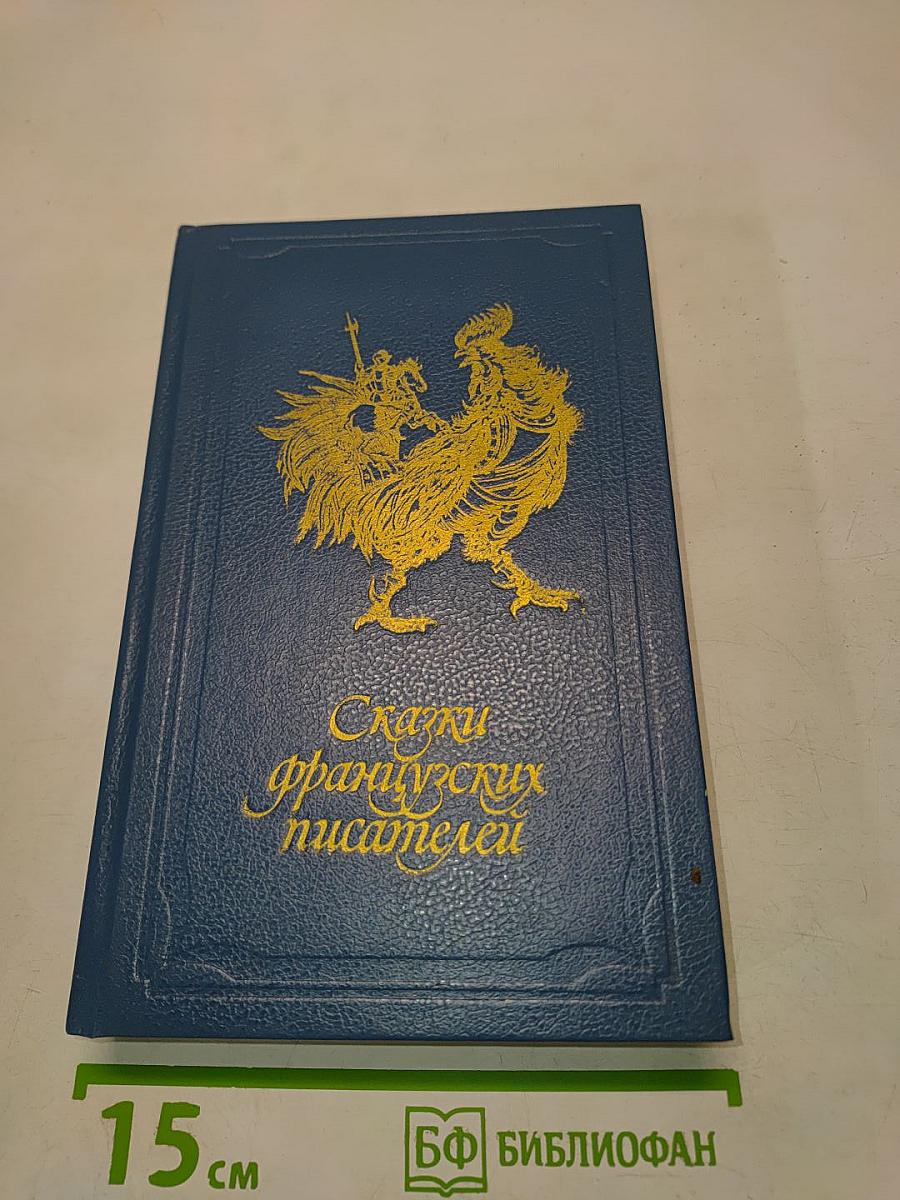 Сказки
французских
писателей
15 см
БФ БИБЛИОФАН